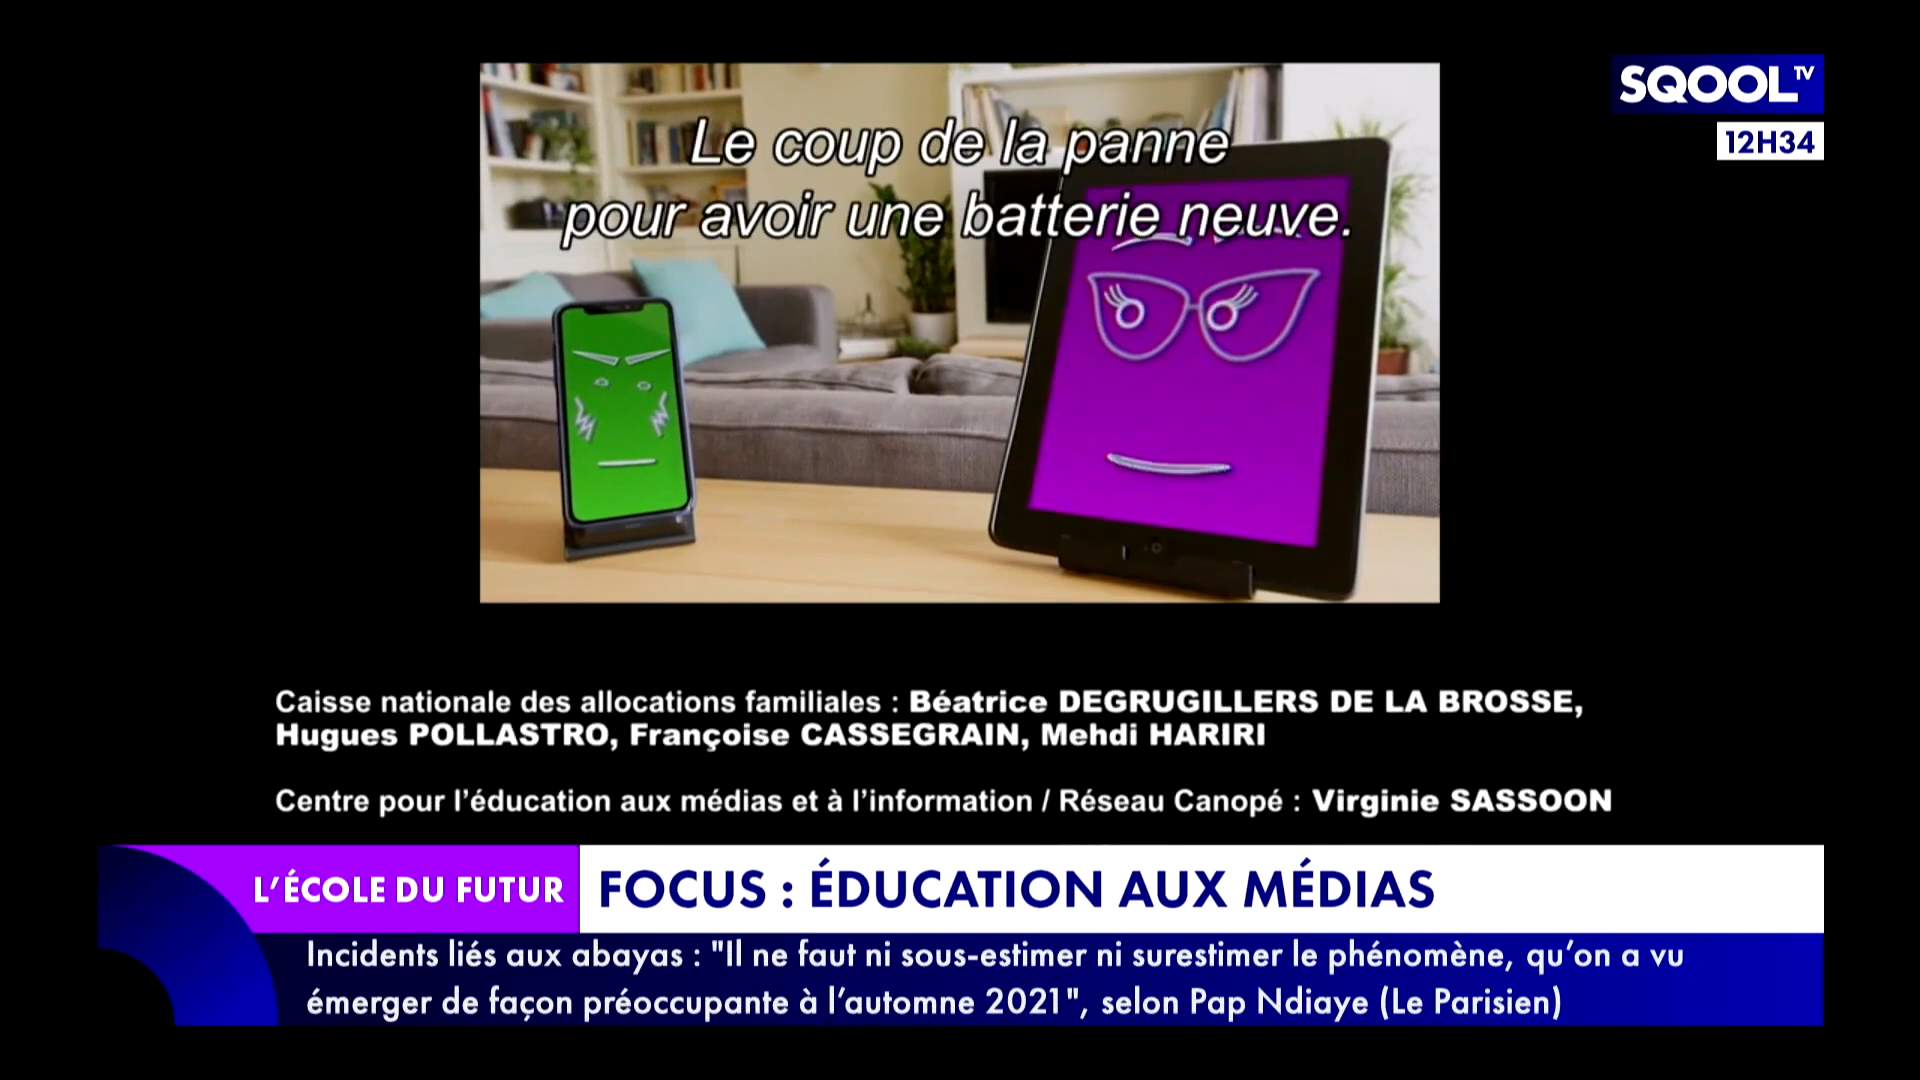 SQOOL TV
12H34
Le coup de la panne
pour avoir une batterie neuve.
Caisse nationale des allocations familiales : Béatrice DEGRUGILLERS DE LA BROSSE,
Hugues POLLASTRO, Françoise CASSEGRAIN, Mehdi HARIRI
Centre pour l’éducation aux médias et à l’information / Réseau Canopé : Virginie SASSOON
L’ÉCOLE DU FUTUR
FOCUS : ÉDUCATION AUX MÉDIAS
Incidents liés aux abayas : "Il ne faut ni sous-estimer ni surestimer le phénomène, qu’on a vu
émerger de façon préoccupante à l’automne 2021", selon Pap Ndiaye (Le Parisien)